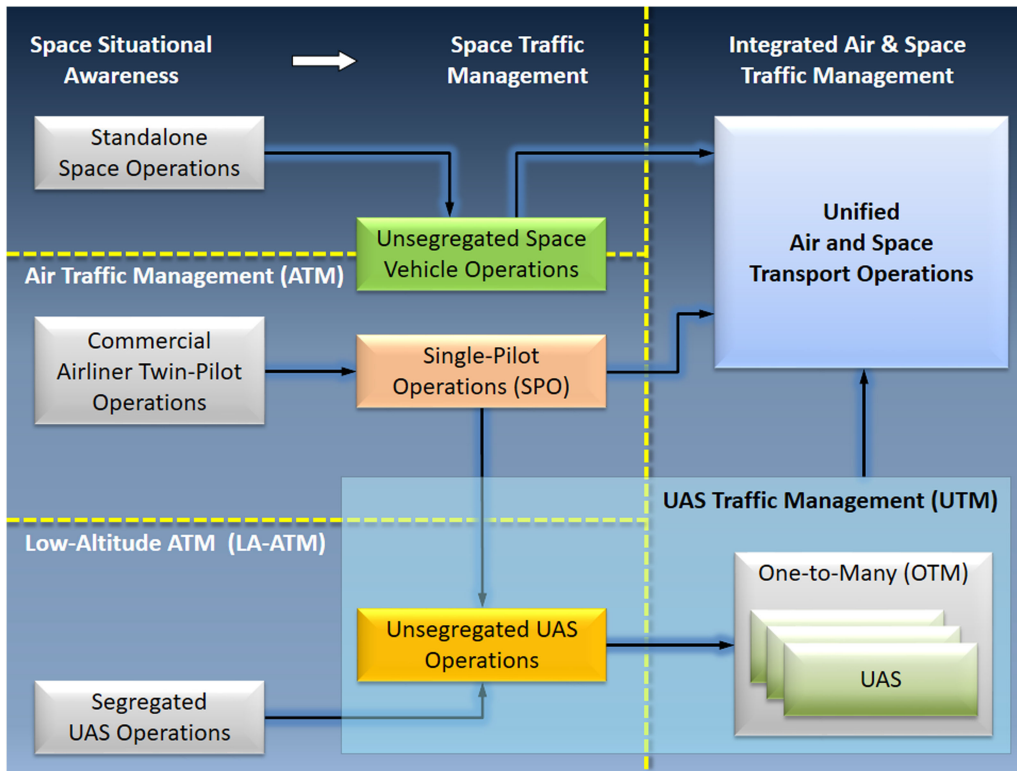 Space Situational
Awareness
Space Traffic
Management
Integrated Air & Space
Traffic Management
Standalone
Space Operations
Unsegregated Space
Vehicle Operations
Unified
Air and Space
Transport Operations
Air Traffic Management (ATM)
Commercial
Airliner Twin-Pilot
Operations
Single-Pilot
Operations (SPO)
UAS Traffic Management (UTM)
Low-Altitude ATM (LA-ATM)
One-to-Many (OTM)
Unsegregated UAS
Operations
UAS
Segregated
UAS Operations